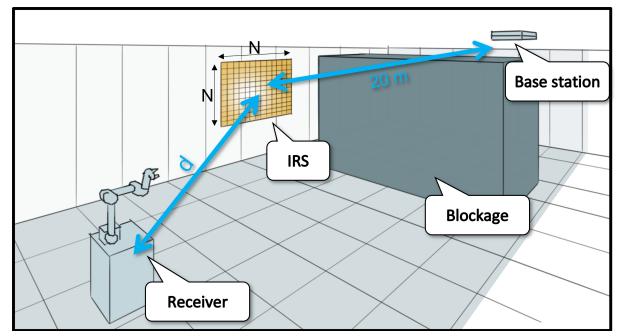 N
Base station
20 m
N
IRS
d
Blockage
Receiver